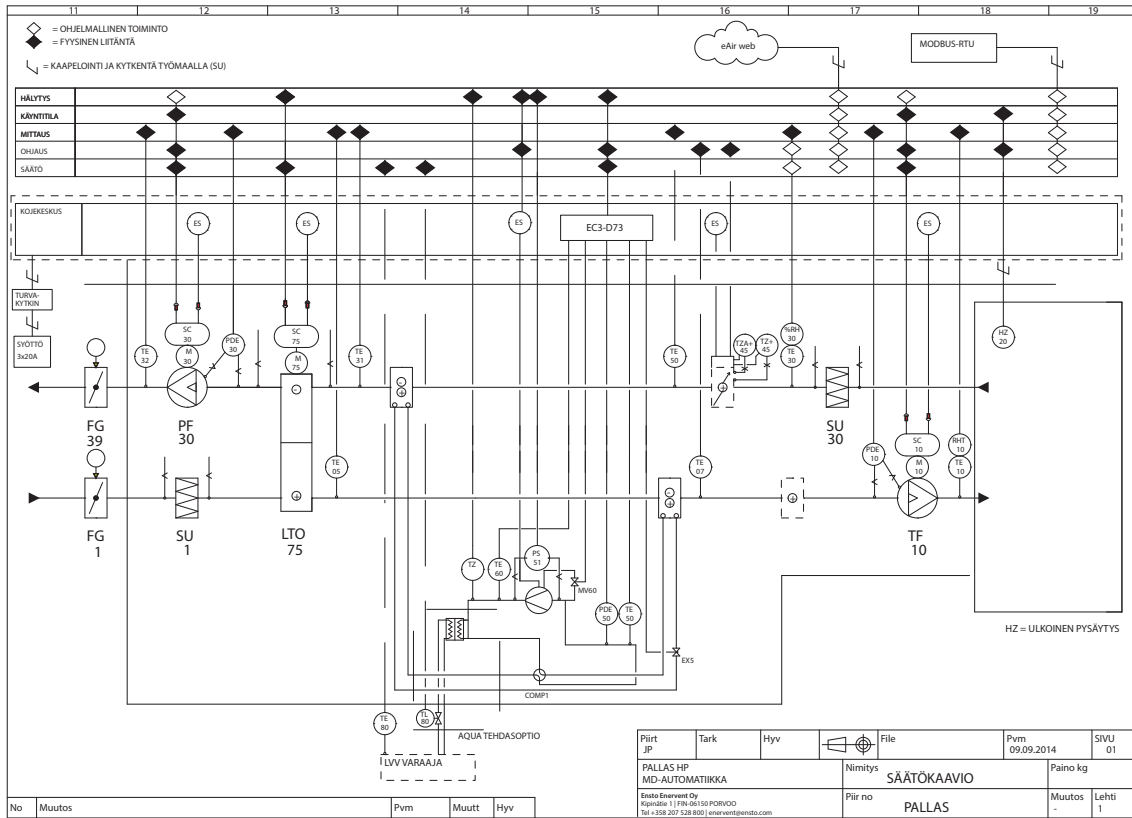 11 12 13 14 15 16 17 18 19
= OHJELMALLINEN TOIMINTO
= FYYSINEN LIITÄNTÄ
= KAAPELOINTI JA KYTKENTÄ TYÖMAALLA (SU)
eAir web
MODBUS-RTU
HÄLYTYS
KÄYNTITILA
MITTAUS
OHJAUS
SÄÄTÖ
KOJEKESKUS
ES
ES
ES
EC3-D73
ES
ES
TURVA-
KYTKIN
SYÖTTÖ
3x20A
TE
32
SC
30
M
30
PDE
30
SC
75
M
75
TE
31
TE
50
TZA+
45
TZ+
45
%RH
30
TE
30
HZ
20
FG
39
PF
30
SU
30
TE
05
TE
07
PDE
10
SC
10
M
10
RHT
10
TE
10
FG
1
SU
1
LTO
75
TF
10
TZ
TE
60
PS
51
MV60
PDE
50
TE
50
EX5
COMP1
HZ = ULKOINEN PYSÄYTYS
TE
80
TL
80
AQUA TEHDASOPTIO
LVV VARAAJA
Piirt
JP
Tark
Hyv
File
Pvm
09.09.2014
SIVU
01
PALLAS HP
MD-AUTOMATIIKKA
Nimitys
SÄÄTÖKAAVIO
Paino kg
Ensto Enervent Oy
Kipinätie 1 | FIN-06150 PORVOO
Tel +358 207 528 800 | enervent@ensto.com
Piir no
PALLAS
Muutos
-
Lehti
1
No Muutos Pvm Muutt Hyv